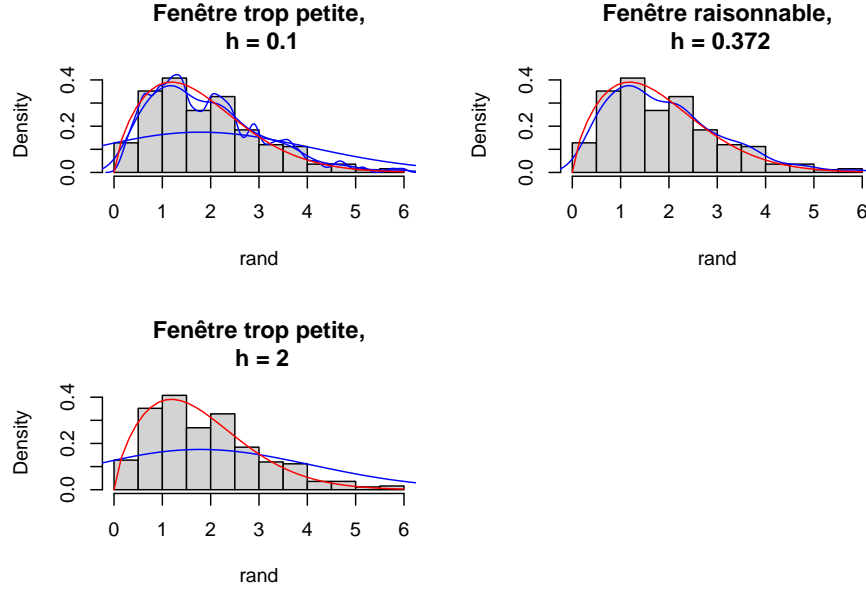 Fenêtre trop petite,
h = 0.1
Density
0.0 0.2 0.4
0 1 2 3 4 5 6
rand
Fenêtre raisonnable,
h = 0.372
Density
0.0 0.2 0.4
0 1 2 3 4 5 6
rand
Fenêtre trop petite,
h = 2
Density
0.0 0.2 0.4
0 1 2 3 4 5 6
rand